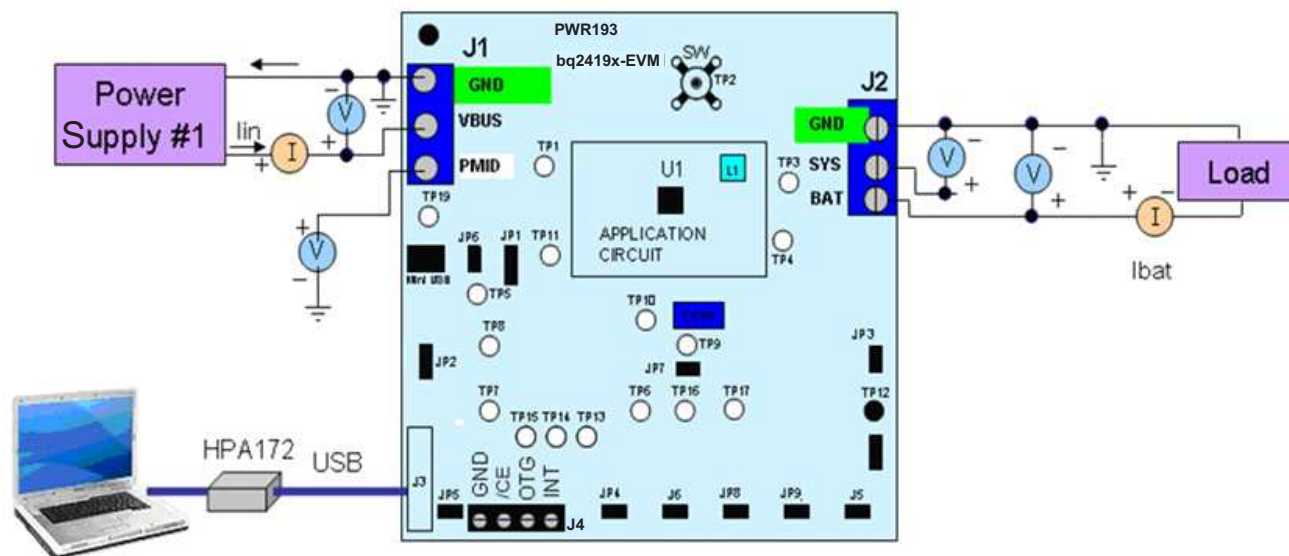 PWR193
bq2419x-EVM
SW
TP2
J1
GND
VBUS
PMID
J2
GND
SYS
BAT
Power
Supply #1
Iin
+
I
V
-
+
+
V
-
-
V
+
-
V
+
+
I
-
Load
Ibat
TP1
U1
L1
TP3
APPLICATION
CIRCUIT
TP4
TP19
JP6
JP1
TP11
Mini USB
TP5
TP10
TP8
TP9
JP2
JP7
JP3
TP7
TP6
TP16
TP17
TP12
TP15
TP14
TP13
HPA172
USB
J3
GND
/CE
OTG
INT
JP5
J4
JP4
J6
JP8
JP9
J5